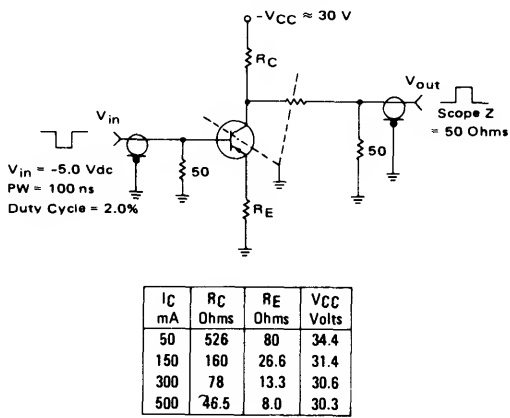 -VCC ≈ 30 V
RC
Vout
Scope Z
≈ 50 Ohms
Vin
50
50
Vin = -5.0 Vdc
PW = 100 ns
Duty Cycle = 2.0%
RE
IC RC RE VCC
mA Ohms Ohms Volts
50 526 80 34.4
150 160 26.6 31.4
300 78 13.3 30.6
500 46.5 8.0 30.3